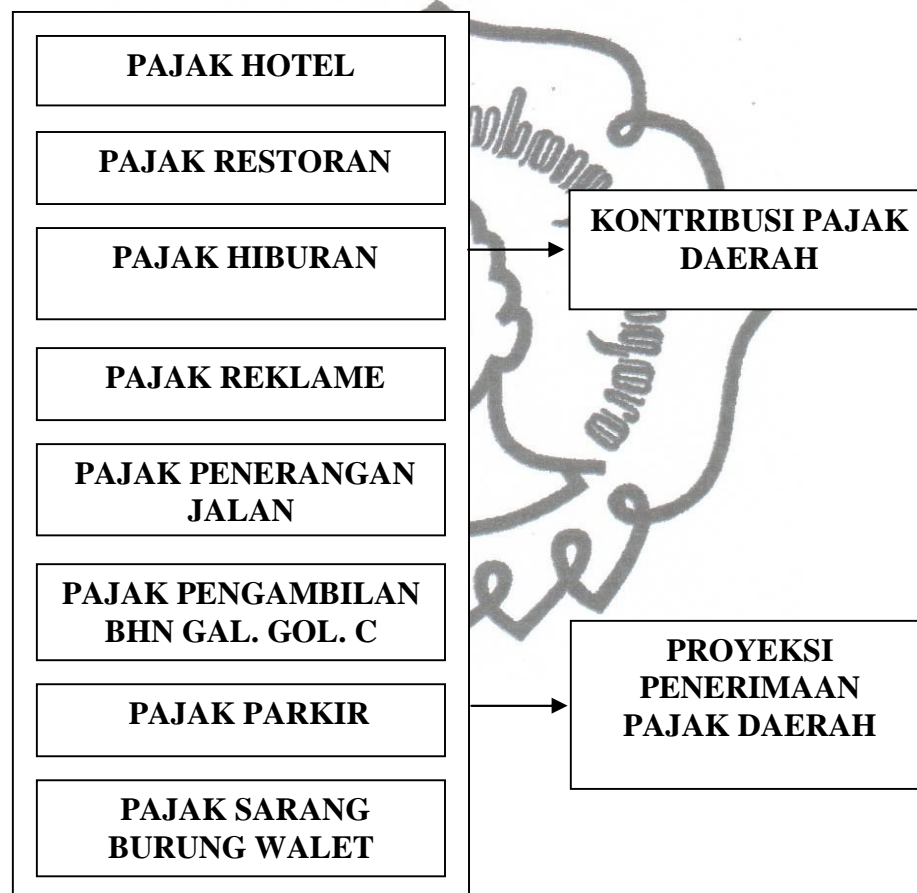 PAJAK HOTEL
PAJAK RESTORAN
PAJAK HIBURAN
PAJAK REKLAME
PAJAK PENERANGAN
JALAN
PAJAK PENGAMBILAN
BHN GAL. GOL. C
PAJAK PARKIR
PAJAK SARANG
BURUNG WALET
KONTRIBUSI PAJAK
DAERAH
PROYEKSI
PENERIMAAN
PAJAK DAERAH